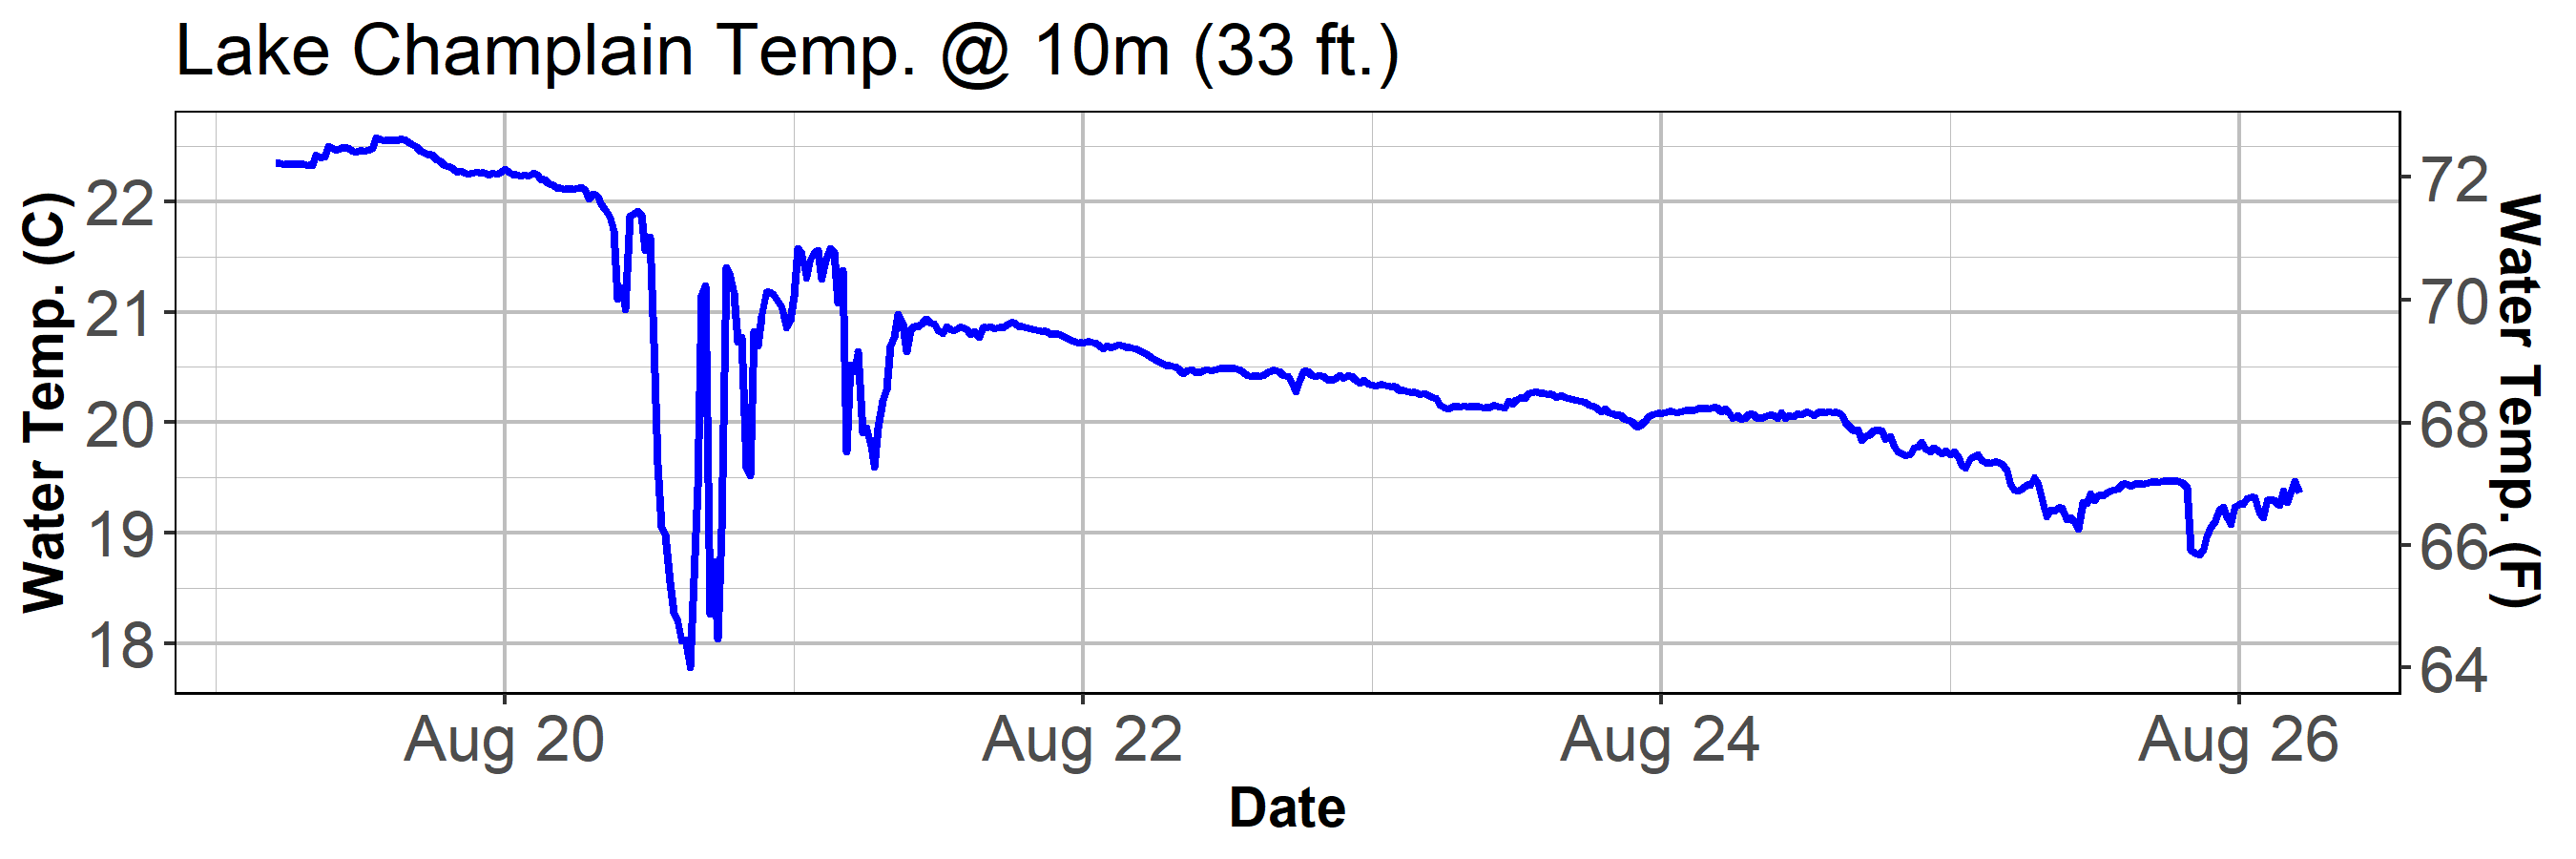 Lake Champlain Temp. @ 10m (33 ft.)
Water Temp. (C)
22
21
20
19
18
72
70
68
66
64
Water Temp. (F)
Aug 20 Aug 22 Aug 24 Aug 26
Date